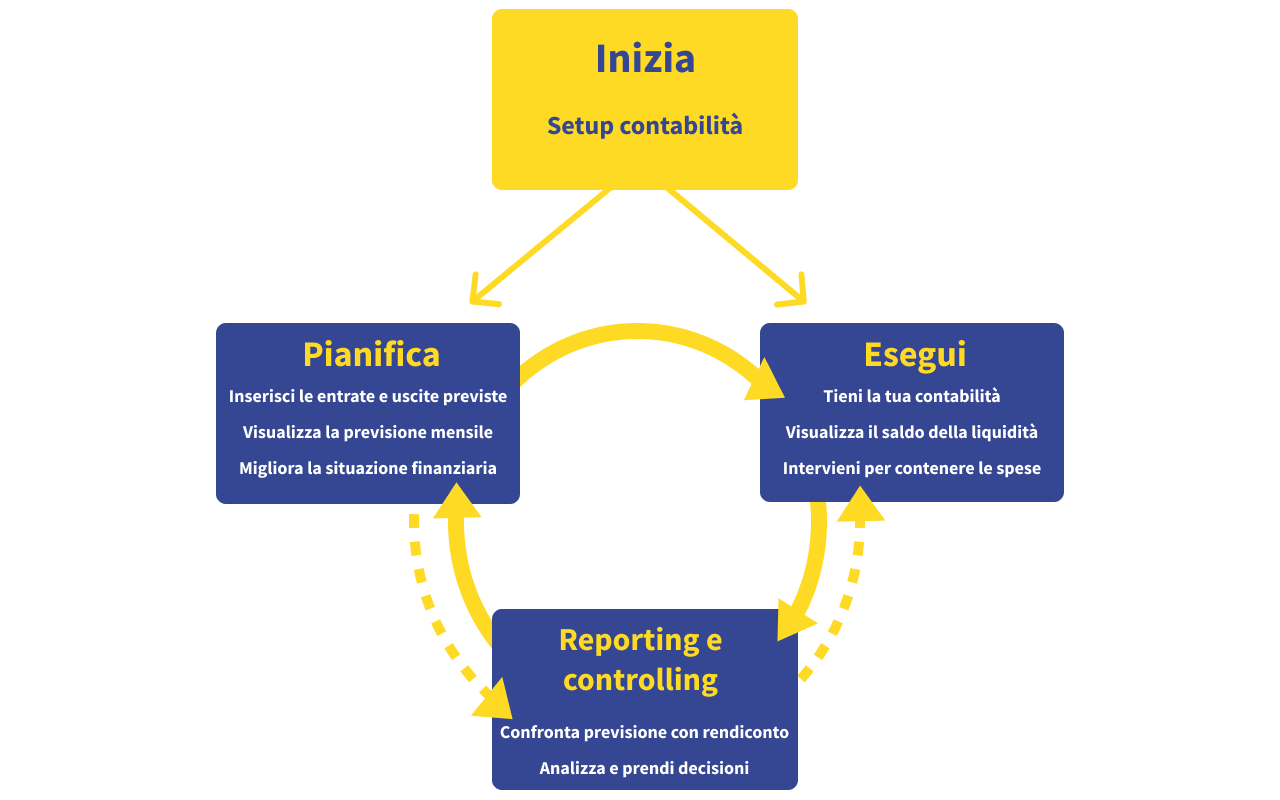 Inizia
Setup contabilità
Pianifica
Inserisci le entrate e uscite previste
Visualizza la previsione mensile
Migliora la situazione finanziaria
Esegui
Tieni la tua contabilità
Visualizza il saldo della liquidità
Intervieni per contenere le spese
Reporting e
controlling
Confronta previsione con rendiconto
Analizza e prendi decisioni